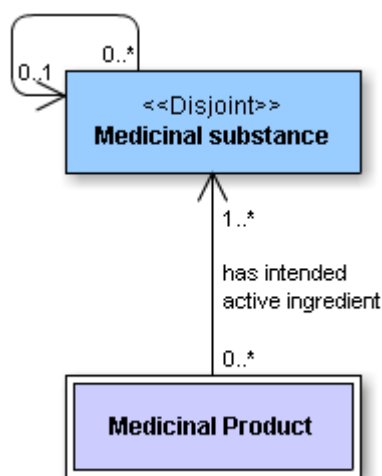 0..*
0..1
<<Disjoint>>
Medicinal substance
1..*
has intended
active ingredient
0..*
Medicinal Product